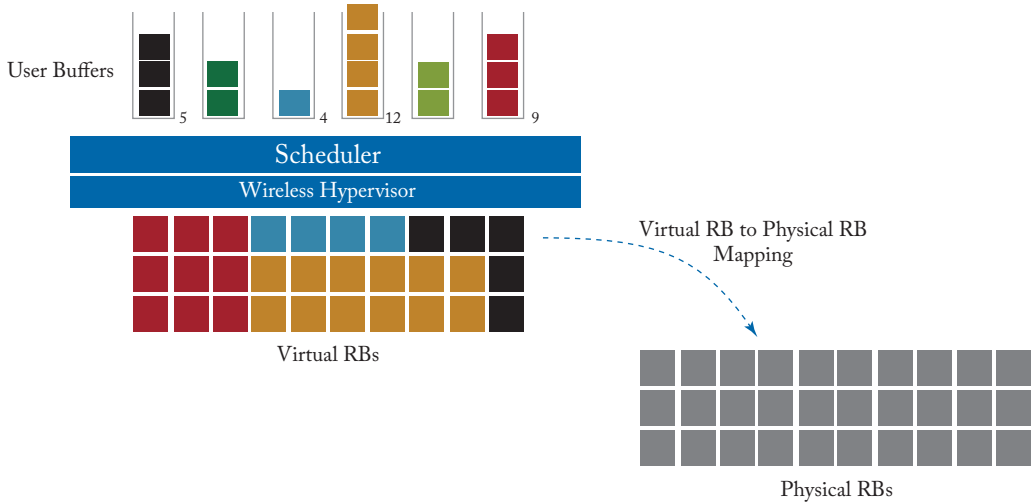 User Buffers
5
4
12
9
Scheduler
Wireless Hypervisor
Virtual RB to Physical RB
Mapping
Virtual RBs
Physical RBs